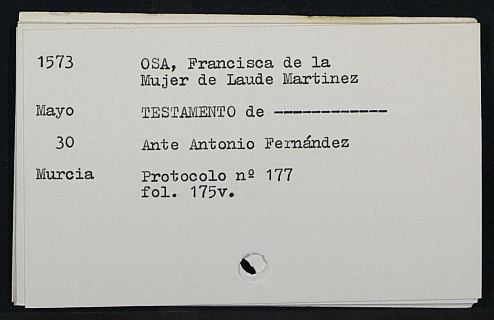 1573 OSA, Francisca de la
Mujer de Laude Martinez
Mayo TESTAMENTO de ------------
30 Ante Antonio Fernández
Murcia Protocolo nº 177
fol. 175v.